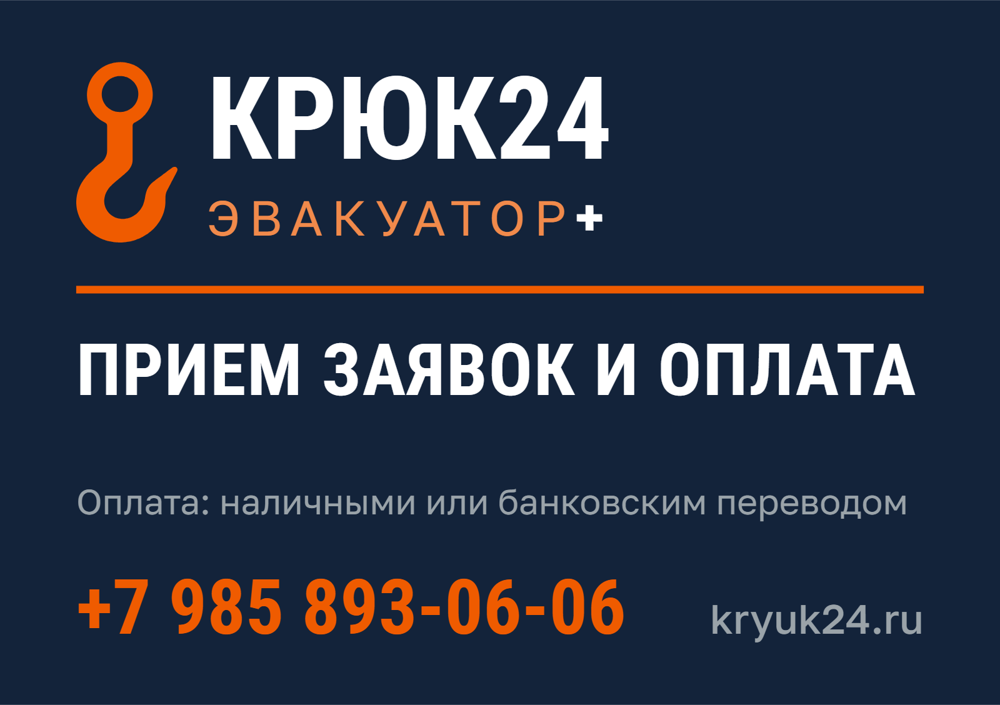 КРЮК24
ЭВАКУАТОР+
ПРИЕМ ЗАЯВОК И ОПЛАТА
Оплата: наличными или банковским переводом
+7 985 893-06-06
kryuk24.ru